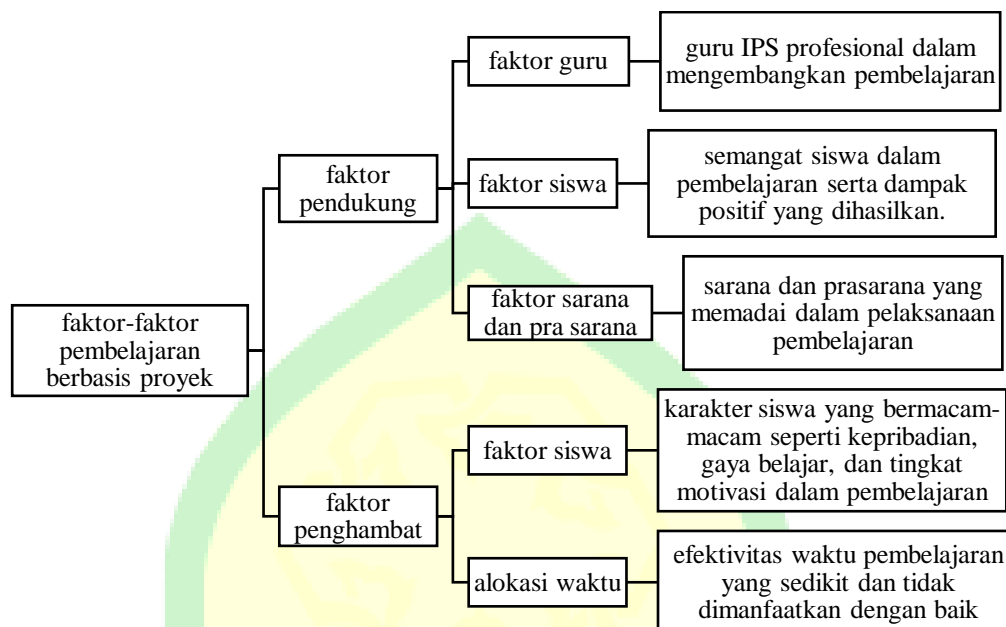 faktor-faktor
pembelajaran
berbasis proyek
faktor
pendukung
faktor guru
guru IPS profesional dalam
mengembangkan pembelajaran
faktor siswa
semangat siswa dalam
pembelajaran serta dampak
positif yang dihasilkan.
faktor sarana
dan pra sarana
sarana dan prasarana yang
memadai dalam pelaksanaan
pembelajaran
faktor
penghambat
faktor siswa
karakter siswa yang bermacam-
macam seperti kepribadian,
gaya belajar, dan tingkat
motivasi dalam pembelajaran
alokasi waktu
efektivitas waktu pembelajaran
yang sedikit dan tidak
dimanfaatkan dengan baik